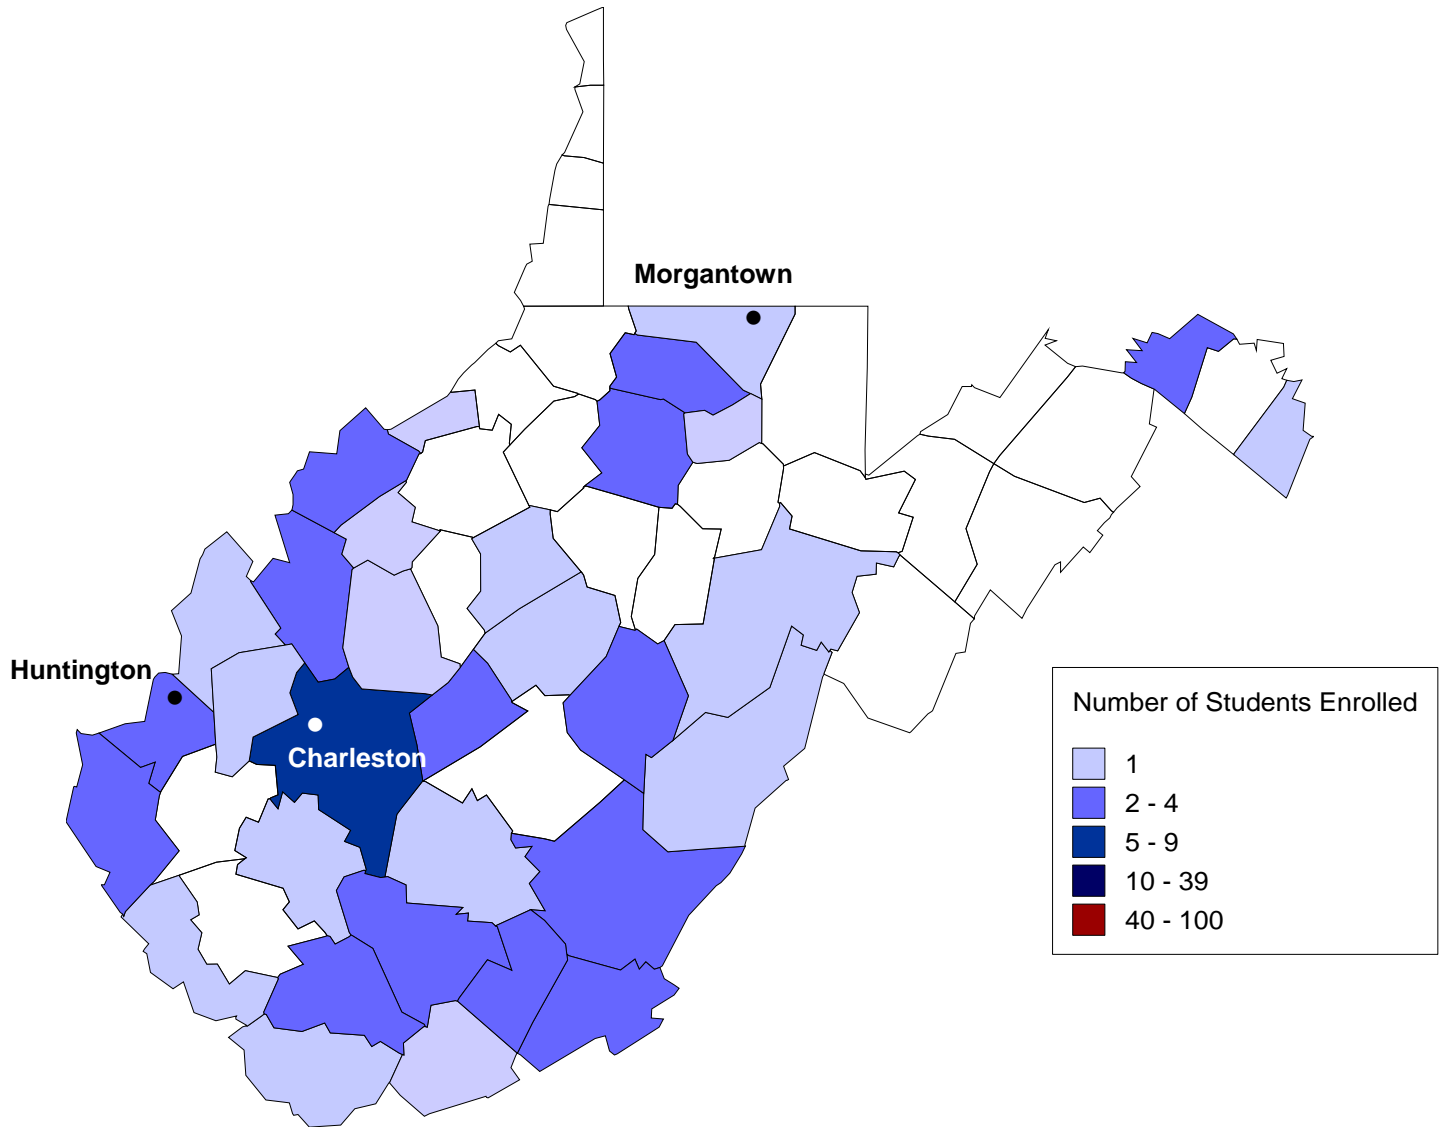 Morgantown
Huntington
Charleston
Number of Students Enrolled
1
2 - 4
5 - 9
10 - 39
40 - 100